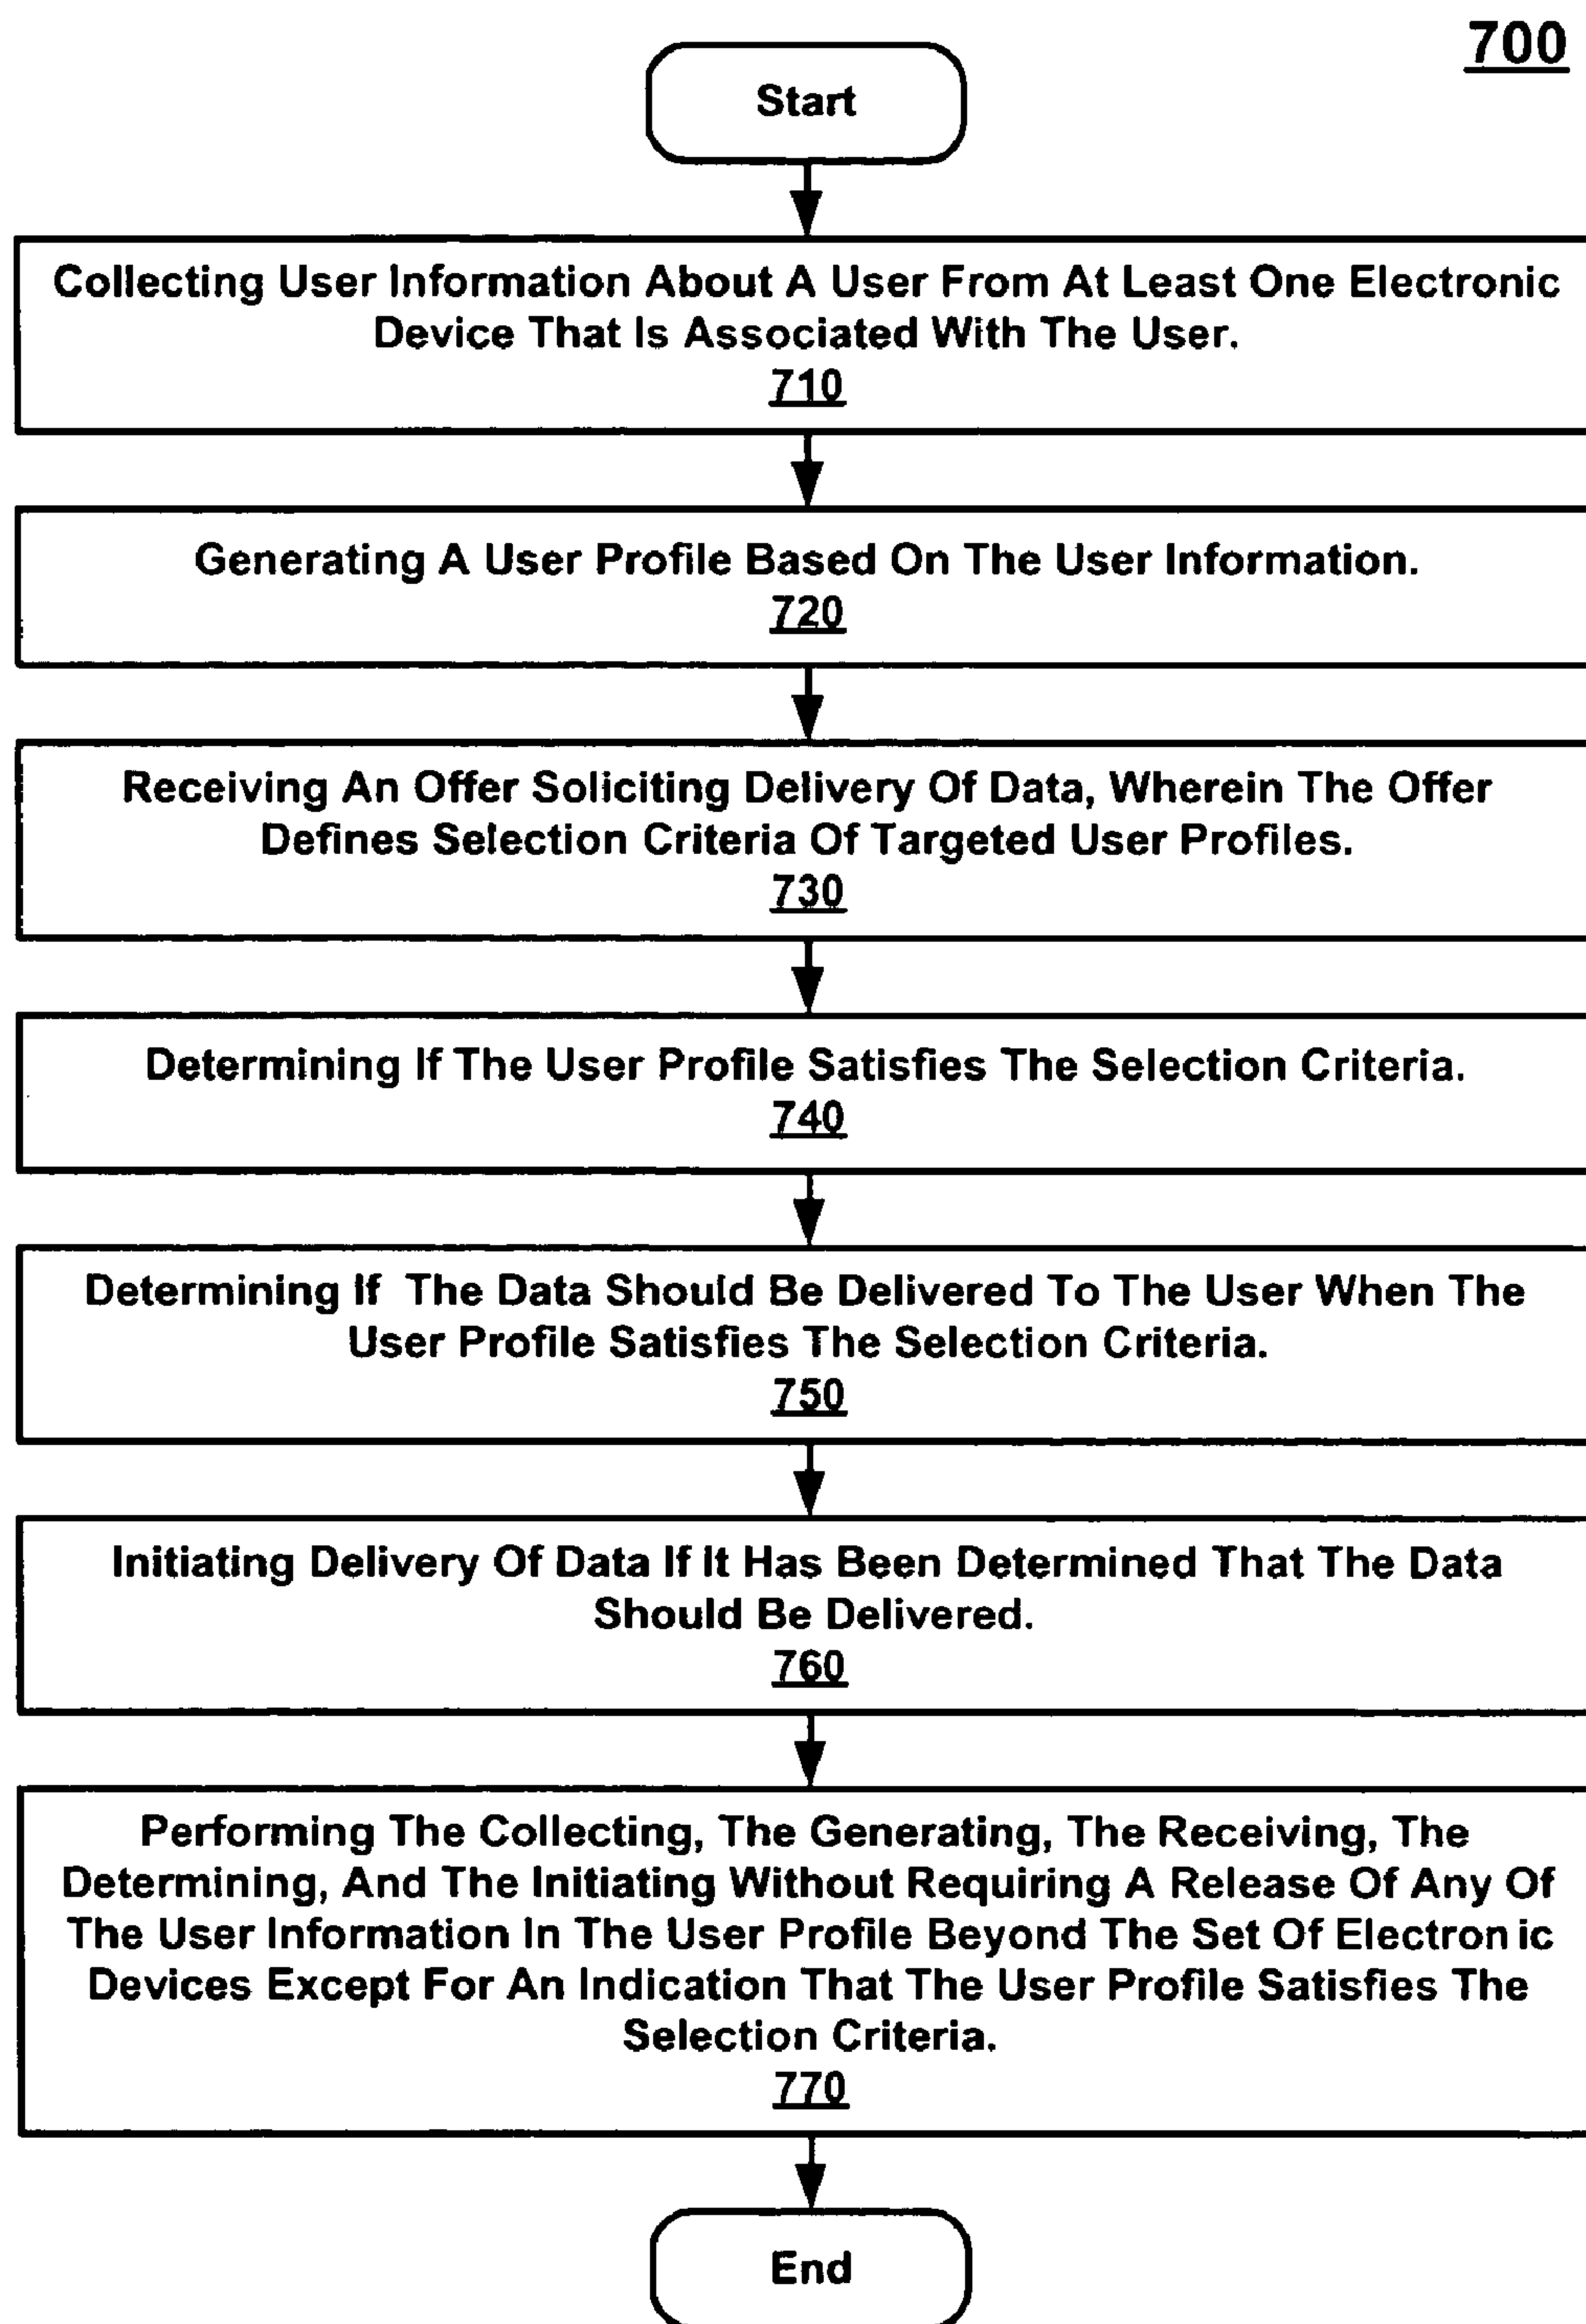 700
Start
Collecting User Information About A User From At Least One Electronic
Device That Is Associated With The User.
710
Generating A User Profile Based On The User Information.
720
Receiving An Offer Soliciting Delivery Of Data, Wherein The Offer
Defines Selection Criteria Of Targeted User Profiles.
730
Determining If The User Profile Satisfies The Selection Criteria.
740
Determining If The Data Should Be Delivered To The User When The
User Profile Satisfies The Selection Criteria.
750
Initiating Delivery Of Data If It Has Been Determined That The Data
Should Be Delivered.
760
Performing The Collecting, The Generating, The Receiving, The
Determining, And The Initiating Without Requiring A Release Of Any Of
The User Information In The User Profile Beyond The Set Of Electronic
Devices Except For An Indication That The User Profile Satisfies The
Selection Criteria.
770
End